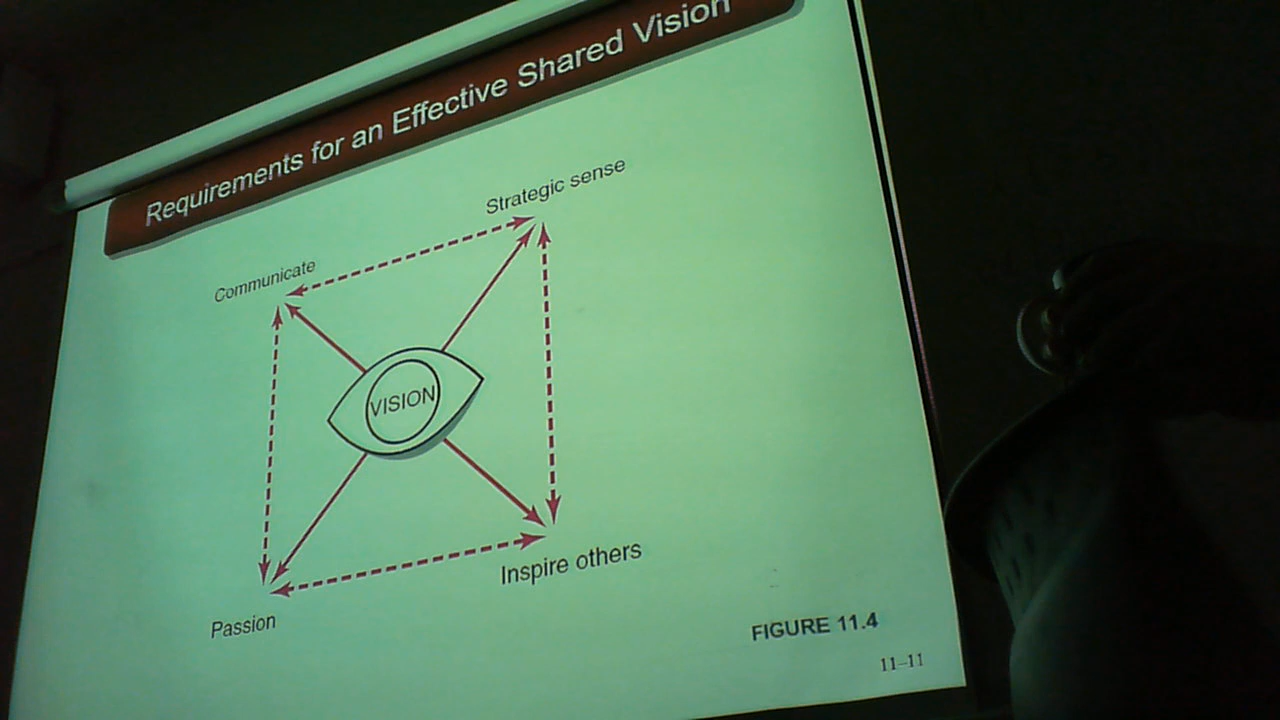 Requirements for an Effective Shared Vision
Strategic sense
Communicate
VISION
Inspire others
Passion
FIGURE 11.4
11–11